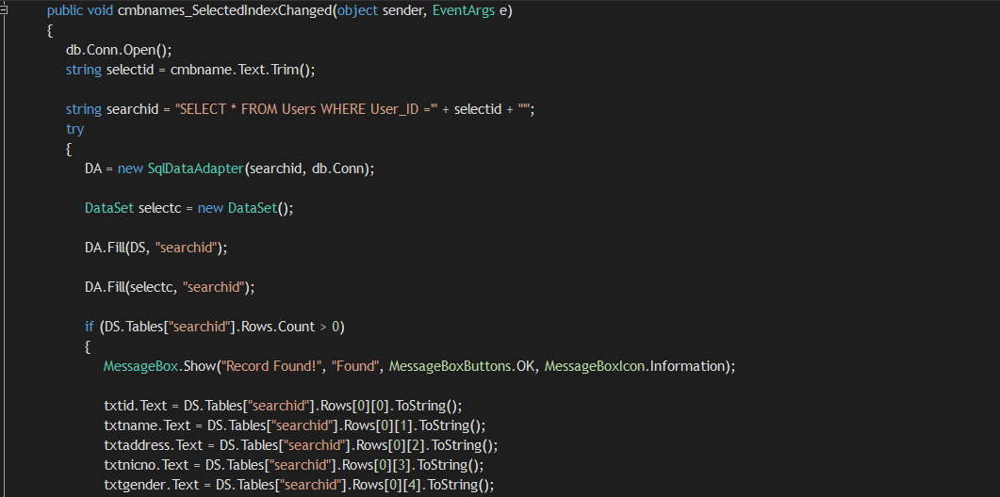 public void cmbnames_SelectedIndexChanged(object sender, EventArgs e)
{
db.Conn.Open();
string selectid = cmbname.Text.Trim();
string searchid = "SELECT * FROM Users WHERE User_ID ='" + selectid + "'";
try
{
DA = new SqlDataAdapter(searchid, db.Conn);
DataSet selectc = new DataSet();
DA.Fill(DS, "searchid");
DA.Fill(selectc, "searchid");
if (DS.Tables["searchid"].Rows.Count > 0)
{
MessageBox.Show("Record Found!", "Found", MessageBoxButtons.OK, MessageBoxIcon.Information);
txtid.Text = DS.Tables["searchid"].Rows[0][0].ToString();
txtname.Text = DS.Tables["searchid"].Rows[0][1].ToString();
txtaddress.Text = DS.Tables["searchid"].Rows[0][2].ToString();
txtnicno.Text = DS.Tables["searchid"].Rows[0][3].ToString();
txtgender.Text = DS.Tables["searchid"].Rows[0][4].ToString();